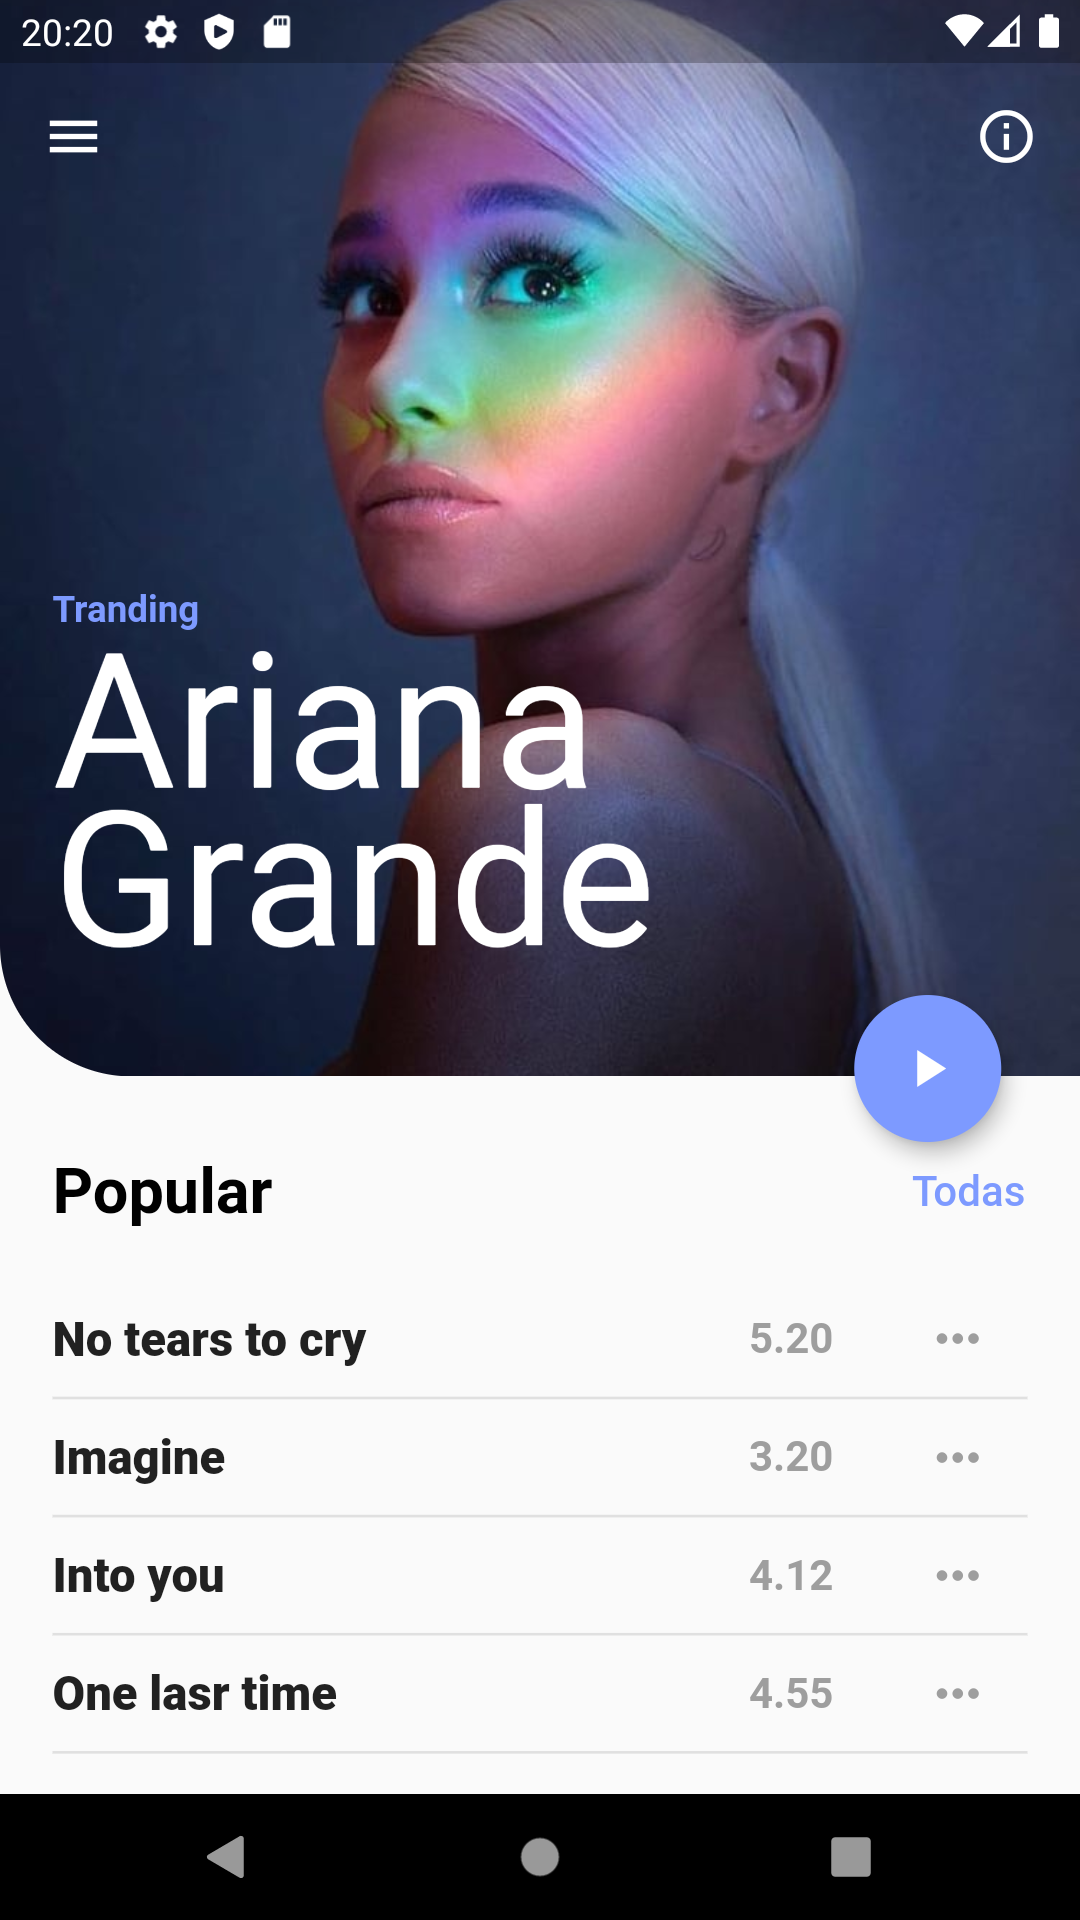 20:20
Tranding
Ariana
Grande
Popular Todas
No tears to cry 5.20
Imagine 3.20
Into you 4.12
One lasr time 4.55